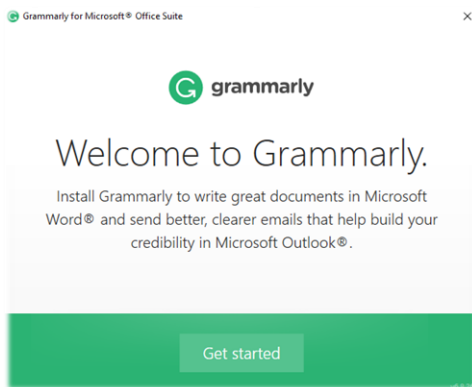 Grammarly for Microsoft® Office Suite
grammarly
Welcome to Grammarly.
Install Grammarly to write great documents in Microsoft
Word® and send better, clearer emails that help build your
credibility in Microsoft Outlook®.
Get started